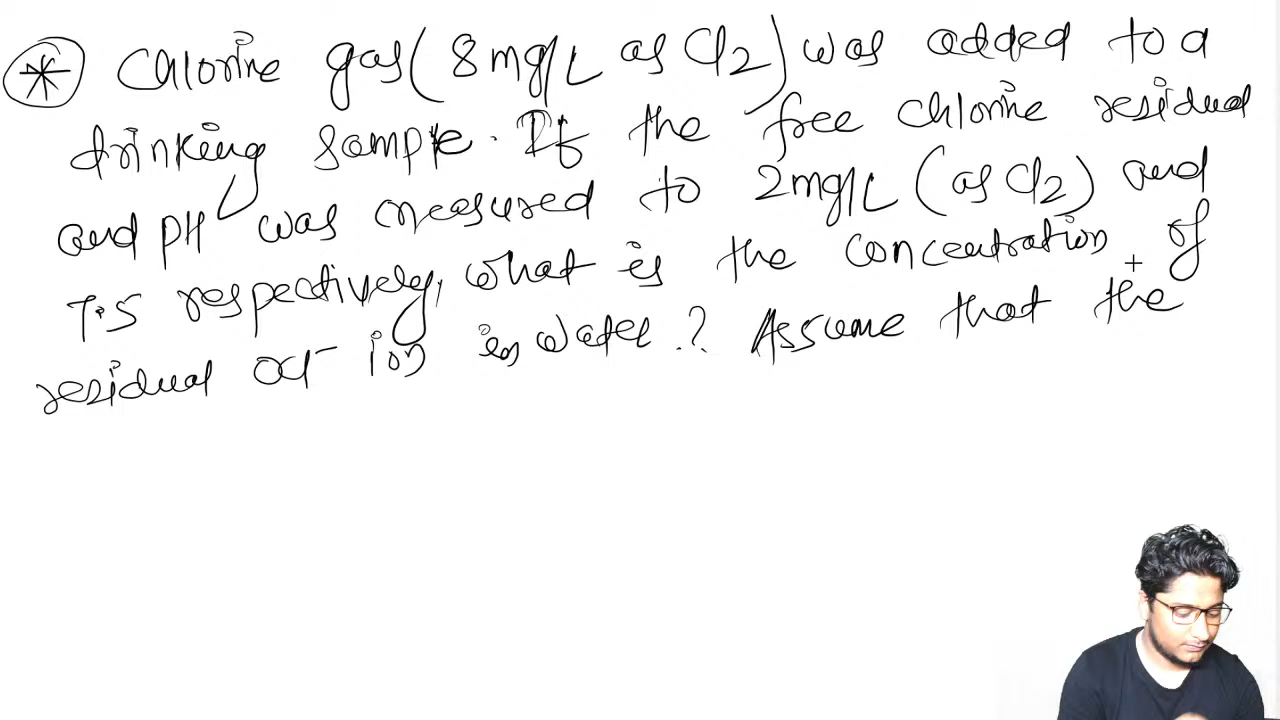 * Chlorine gas (8 mg/L as Cl2) was added to a
drinking sample. If the free chlorine residual
and pH was measured to 2mg/L (as Cl2) and
7.5 respectively, what is the concentration of
residual ocl- ion in water? Assume that the